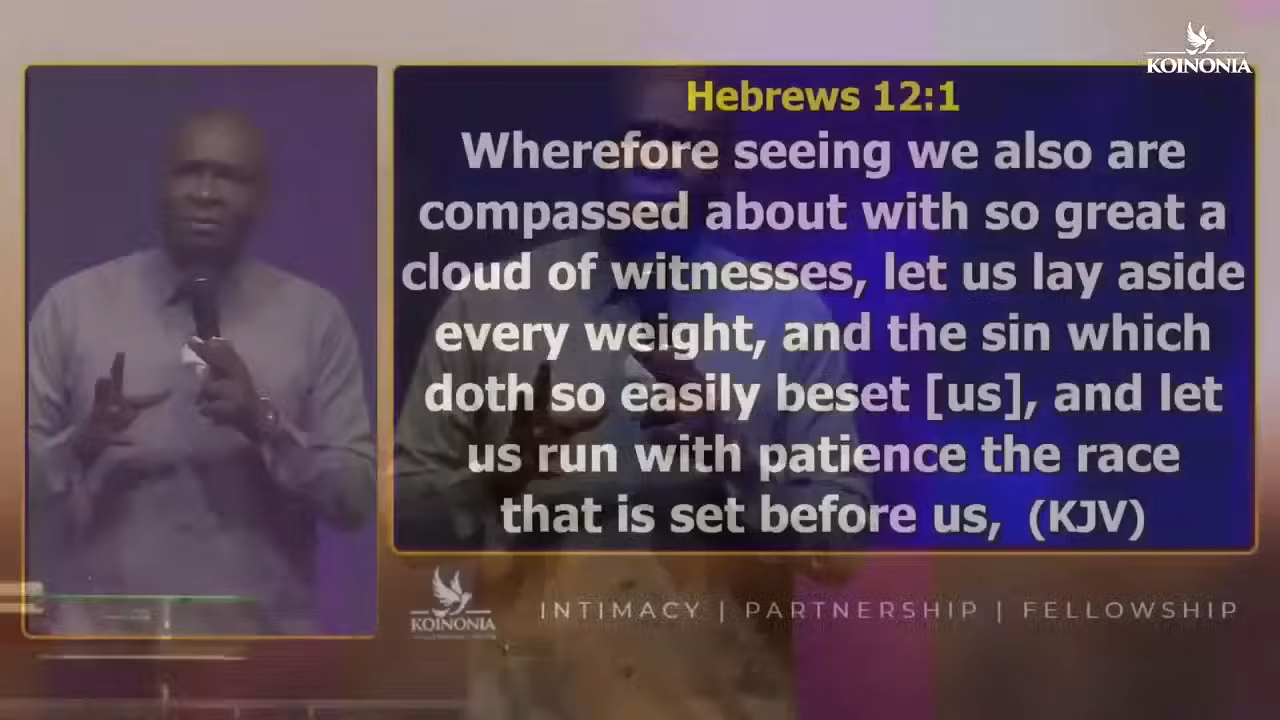 KOINONIA
Hebrews 12:1
Wherefore seeing we also are
compassed about with so great a
cloud of witnesses, let us lay aside
every weight, and the sin which
doth so easily beset [us], and let
us run with patience the race
that is set before us, (KJV)
KOINONIA
INTIMACY | PARTNERSHIP | FELLOWSHIP